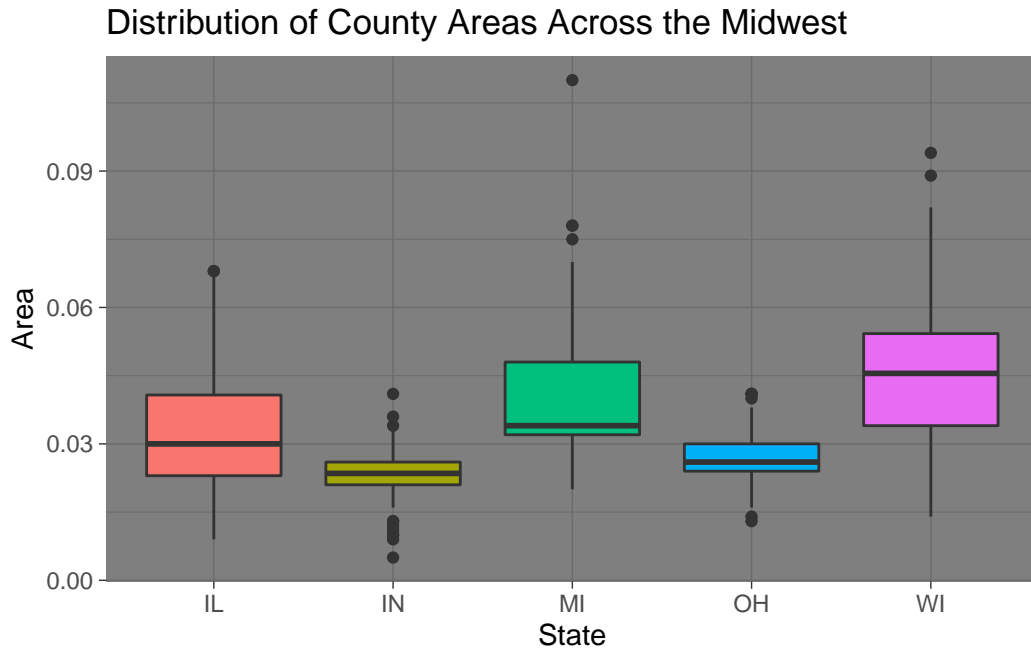 Distribution of County Areas Across the Midwest
Area
0.09
0.06
0.03
0.00
IL IN MI OH WI
State